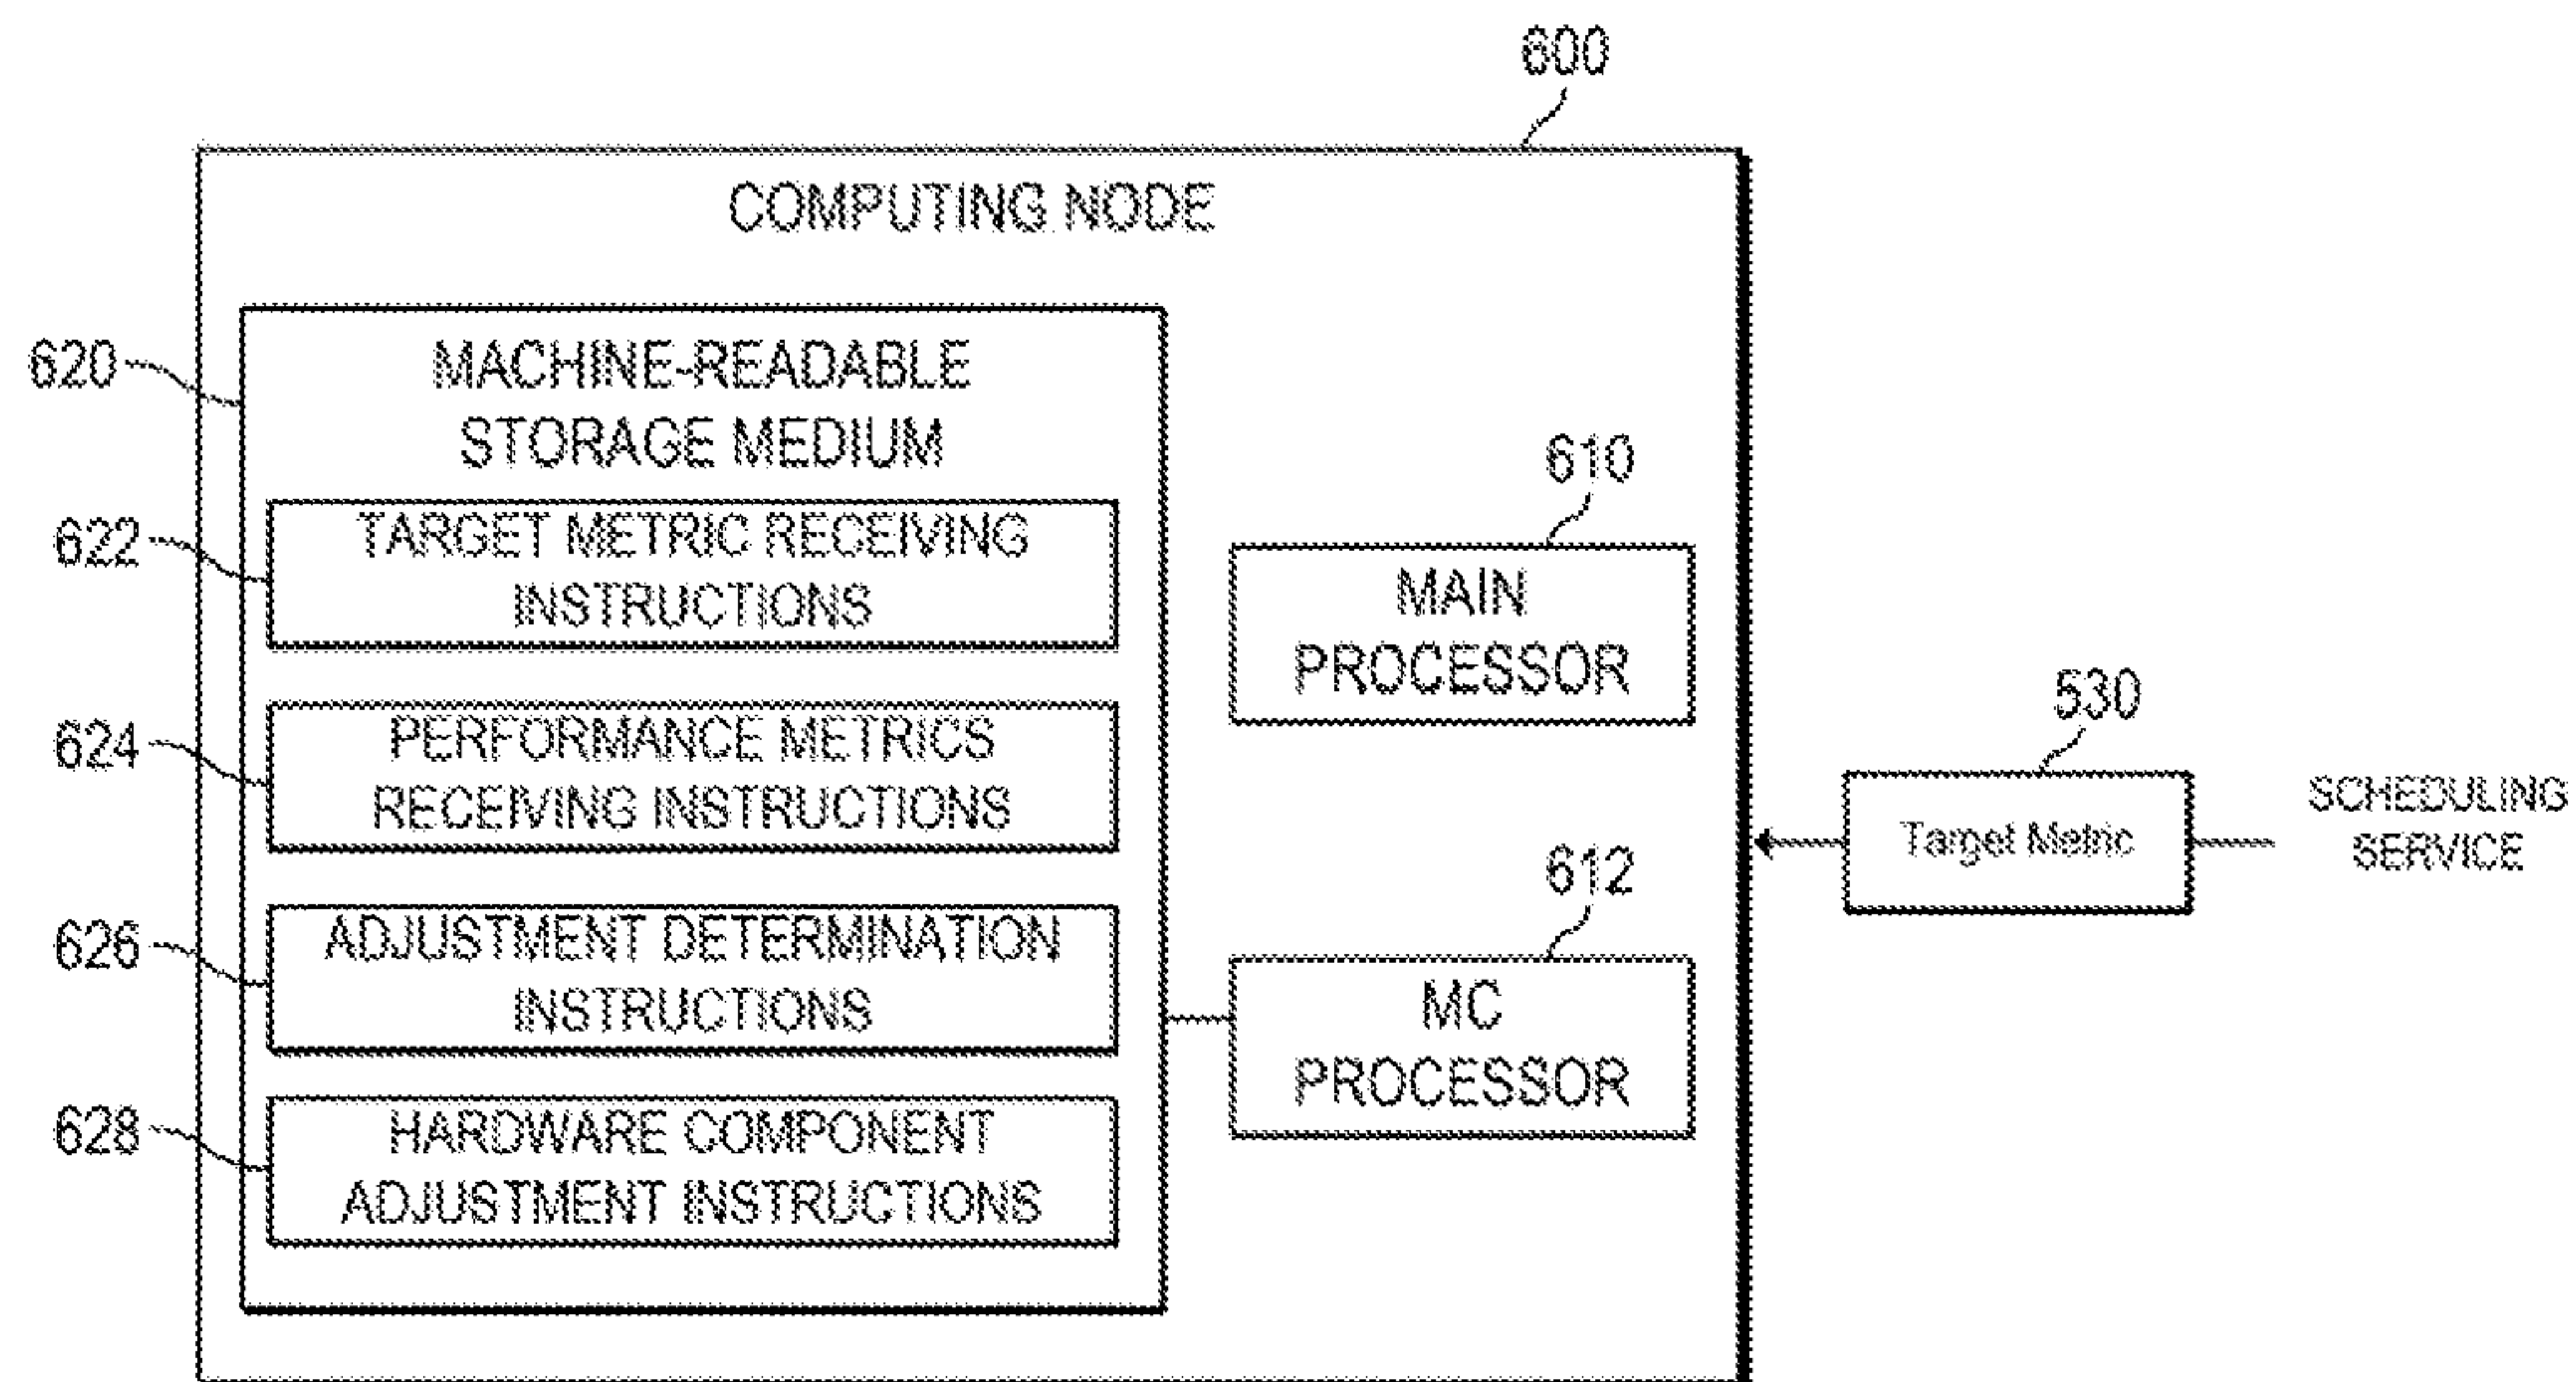 600
COMPUTING NODE
620
MACHINE-READABLE
STORAGE MEDIUM
622
TARGET METRIC RECEIVING
INSTRUCTIONS
624
PERFORMANCE METRICS
RECEIVING INSTRUCTIONS
626
ADJUSTMENT DETERMINATION
INSTRUCTIONS
628
HARDWARE COMPONENT
ADJUSTMENT INSTRUCTIONS
610
MAIN
PROCESSOR
612
MC
PROCESSOR
530
Target Metric
SCHEDULING
SERVICE